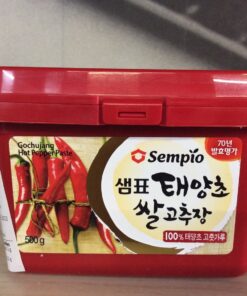 Gochujang
Hot Pepper Paste
70년
발효명가
Sempio
샘표 태양초
쌀고추장
100% 태양초 고춧가루
500g